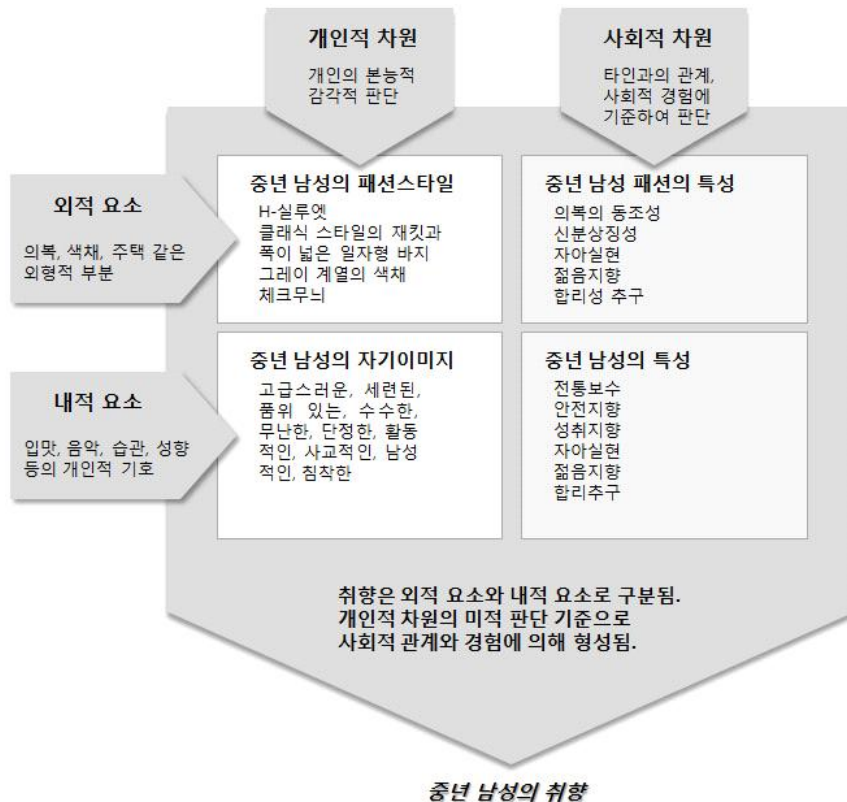 개인적 차원
개인의 본능적
감각적 판단
사회적 차원
타인과의 관계,
사회적 경험에
기준하여 판단
외적 요소
의복, 색채, 주택 같은
외형적 부분
중년 남성의 패션스타일
H-실루엣
클래식 스타일의 재킷과
폭이 넓은 일자형 바지
그레이 계열의 색채
체크무늬
중년 남성 패션의 특성
의복의 동조성
신분상징성
자아실현
젊음지향
합리성 추구
내적 요소
입맛, 음악, 습관, 성향
등의 개인적 기호
중년 남성의 자기이미지
고급스러운, 세련된,
품위 있는, 수수한,
무난한, 단정한, 활동
적인, 사교적인, 남성
적인, 침착한
중년 남성의 특성
전통보수
안전지향
성취지향
자아실현
젊음지향
합리추구
취향은 외적 요소와 내적 요소로 구분됨.
개인적 차원의 미적 판단 기준으로
사회적 관계와 경험에 의해 형성됨.
중년 남성의 취향